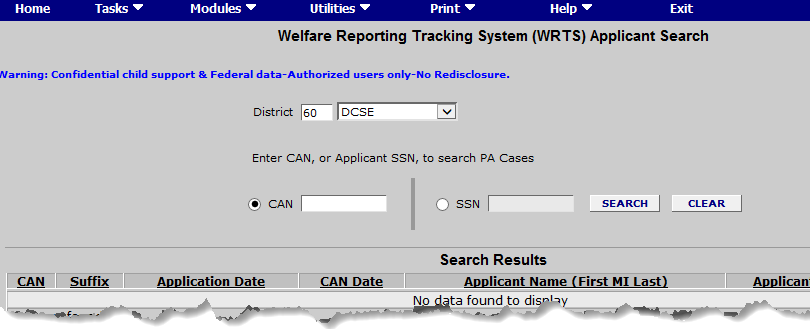 Home Tasks Modules Utilities Print Help Exit
Welfare Reporting Tracking System (WRTS) Applicant Search
Warning: Confidential child support & Federal data-Authorized users only-No Redisclosure.
District 60 DCSE
Enter CAN, or Applicant SSN, to search PA Cases
CAN SSN SEARCH CLEAR
Search Results
CAN Suffix Application Date CAN Date Applicant Name (First MI Last) Applicant
No data found to display